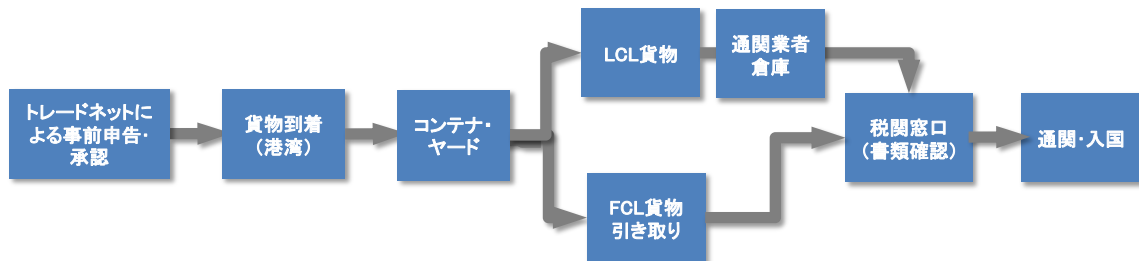 トレードネットに
よる事前申告・
承認
貨物到着
（港湾）
コンテナ・
ヤード
LCL貨物
通関業者
倉庫
FCL貨物
引き取り
税関窓口
（書類確認）
通関・入国